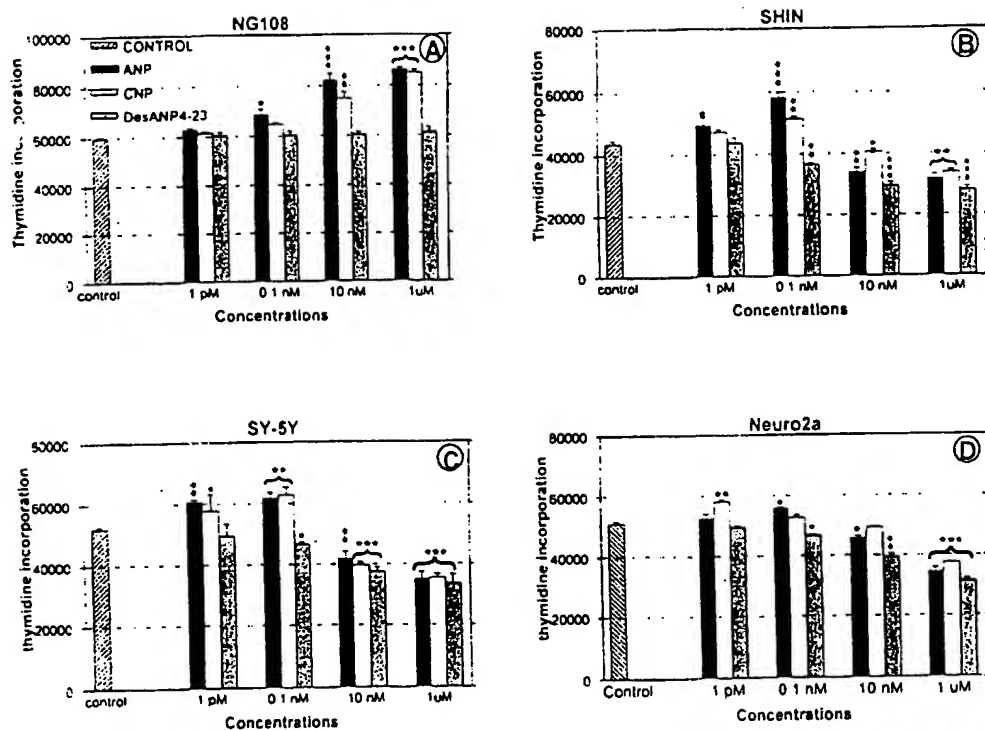 NG108
A
100000
80000
60000
40000
20000
0
Thymidine incorporation
CONTROL
ANP
CNP
DesANP4-23
*
***
**
***
control
1 pM
0 1 nM
10 nM
1uM
Concentrations
SHIN
B
80000
60000
40000
20000
0
Thymidine incorporation
*
***
**
**
*
***
**
***
control
1 pM
0 1 nM
10 nM
1uM
Concentrations
SY-5Y
C
80000
60000
40000
20000
0
thymidine incorporation
**
*
**
*
**
***
***
control
1 pM
0 1 nM
10 nM
1uM
Concentrations
Neuro2a
D
80000
60000
40000
20000
0
thymidine incorporation
**
*
*
*
***
Control
1 pM
0 1 nM
10 nM
1 uM
Concentrations